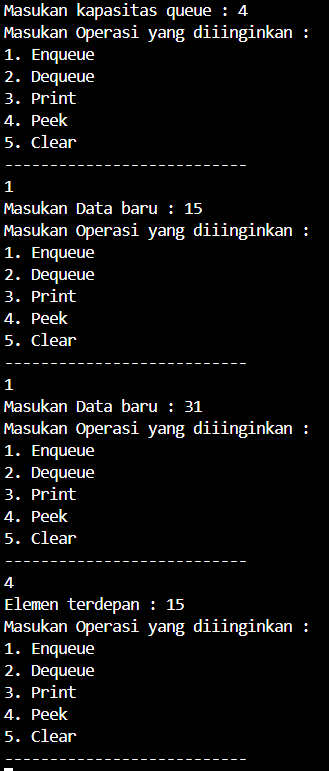 Masukan kapasitas queue : 4
Masukan Operasi yang diiinginkan :
1. Enqueue
2. Dequeue
3. Print
4. Peek
5. Clear
---------------------------
1
Masukan Data baru : 15
Masukan Operasi yang diiinginkan :
1. Enqueue
2. Dequeue
3. Print
4. Peek
5. Clear
---------------------------
1
Masukan Data baru : 31
Masukan Operasi yang diiinginkan :
1. Enqueue
2. Dequeue
3. Print
4. Peek
5. Clear
---------------------------
4
Elemen terdepan : 15
Masukan Operasi yang diiinginkan :
1. Enqueue
2. Dequeue
3. Print
4. Peek
5. Clear
---------------------------